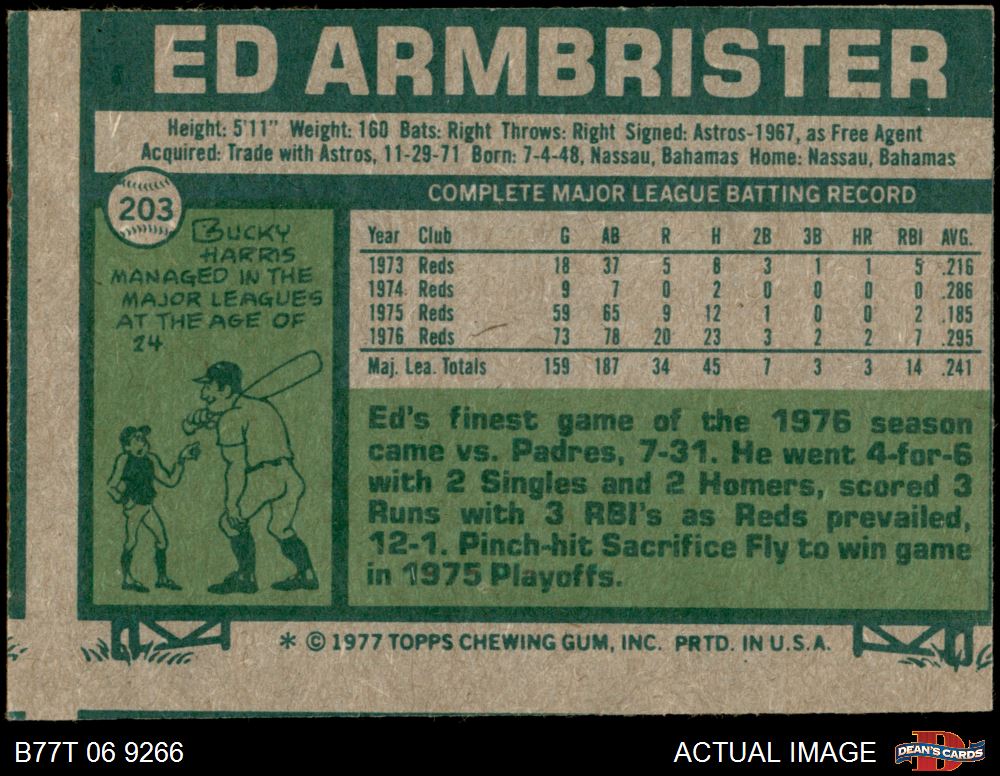 ED ARMBRISTER
Height: 5'11" Weight: 160 Bats: Right Throws: Right Signed: Astros-1967, as Free Agent
Acquired: Trade with Astros, 11-29-71 Born: 7-4-48, Nassau, Bahamas Home: Nassau, Bahamas
203
BUCKY
HARRIS
MANAGED IN THE
MAJOR LEAGUES
AT THE AGE OF
24
COMPLETE MAJOR LEAGUE BATTING RECORD
Year Club G AB R H 2B 3B HR RBI AVG.
1973 Reds 18 37 5 8 3 1 1 5 .216
1974 Reds 9 7 0 2 0 0 0 0 .286
1975 Reds 59 65 9 12 1 0 0 2 .185
1976 Reds 73 78 20 23 3 2 2 7 .295
Maj. Lea. Totals 159 187 34 45 7 3 3 14 .241
Ed's finest game of the 1976 season
came vs. Padres, 7-31. He went 4-for-6
with 2 Singles and 2 Homers, scored 3
Runs with 3 RBI's as Reds prevailed,
12-1. Pinch-hit Sacrifice Fly to win game
in 1975 Playoffs.
* © 1977 TOPPS CHEWING GUM, INC. PRTD. IN U.S.A.
B77T 06 9266
ACTUAL IMAGE
D
DEAN'S CARDS